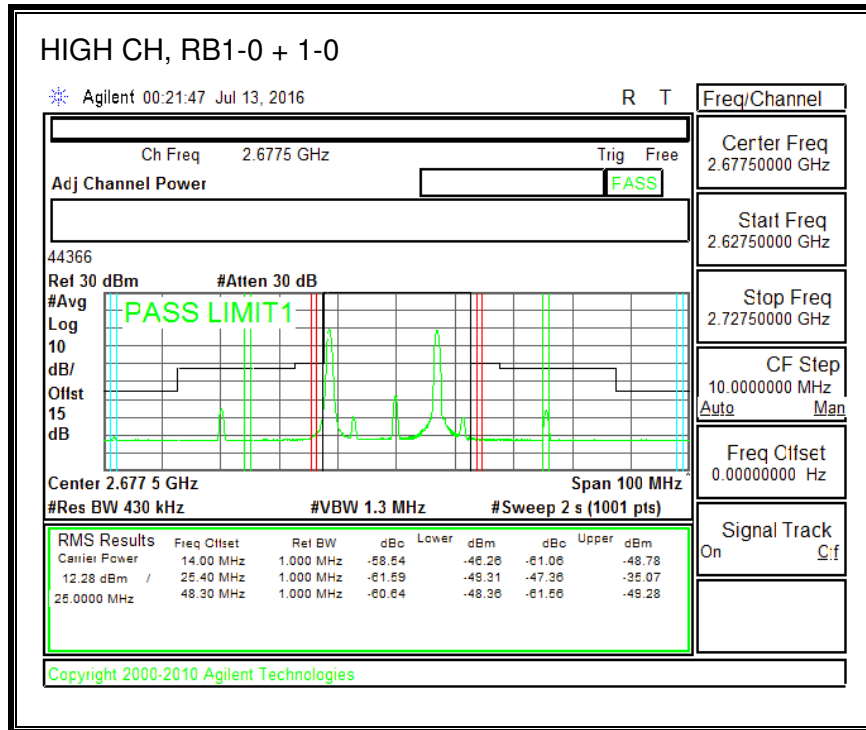 HIGH CH, RB1-0 + 1-0
Agilent 00:21:47 Jul 13, 2016 R T
Ch Freq 2.6775 GHz Trig Free
Adj Channel Power PASS
44366
Ref 30 dBm #Atten 30 dB
#Avg
Log
10
dB/
Offst
15
dB
PASS LIMIT1
Center 2.677 5 GHz Span 100 MHz
#Res BW 430 kHz #VBW 1.3 MHz #Sweep 2 s (1001 pts)
RMS Results Freq Offset Ref BW dBc Lower dBm dBc Upper dBm
Carrier Power 14.00 MHz 1.000 MHz -58.54 -46.26 -61.06 -48.78
12.28 dBm / 25.40 MHz 1.000 MHz -61.59 -49.31 -47.36 -35.07
25.0000 MHz 48.30 MHz 1.000 MHz -60.64 -48.36 -61.56 -49.28
Copyright 2000-2010 Agilent Technologies
Freq/Channel
Center Freq
2.67750000 GHz
Start Freq
2.62750000 GHz
Stop Freq
2.72750000 GHz
CF Step
10.0000000 MHz
Auto Man
Freq Offset
0.00000000 Hz
Signal Track
On Off